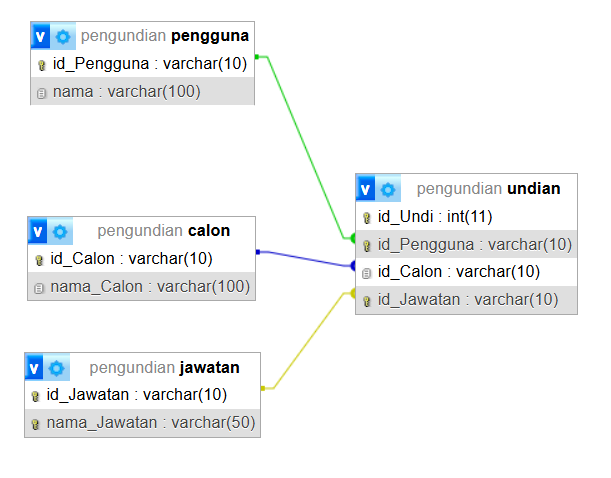 v pengundian pengguna
id_Pengguna : varchar(10)
nama : varchar(100)
v pengundian calon
id_Calon : varchar(10)
nama_Calon : varchar(100)
v pengundian jawatan
id_Jawatan : varchar(10)
nama_Jawatan : varchar(50)
v pengundian undian
id_Undi : int(11)
id_Pengguna : varchar(10)
id_Calon : varchar(10)
id_Jawatan : varchar(10)